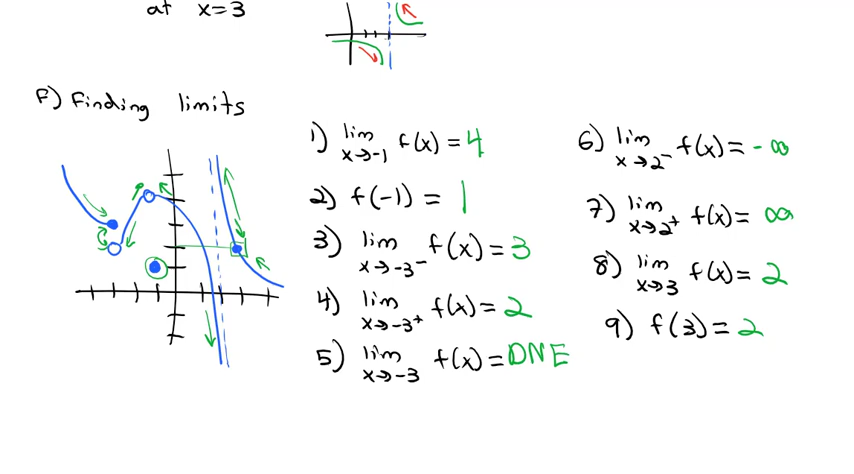 at x=3
F) Finding limits
1) lim x→-1 f(x) = 4
2) f(-1) = 1
3) lim x→-3⁻ f(x) = 3
4) lim x→-3⁺ f(x) = 2
5) lim x→-3 f(x) = DNE
6) lim x→2⁻ f(x) = -∞
7) lim x→2⁺ f(x) = ∞
8) lim x→3 f(x) = 2
9) f(3) = 2